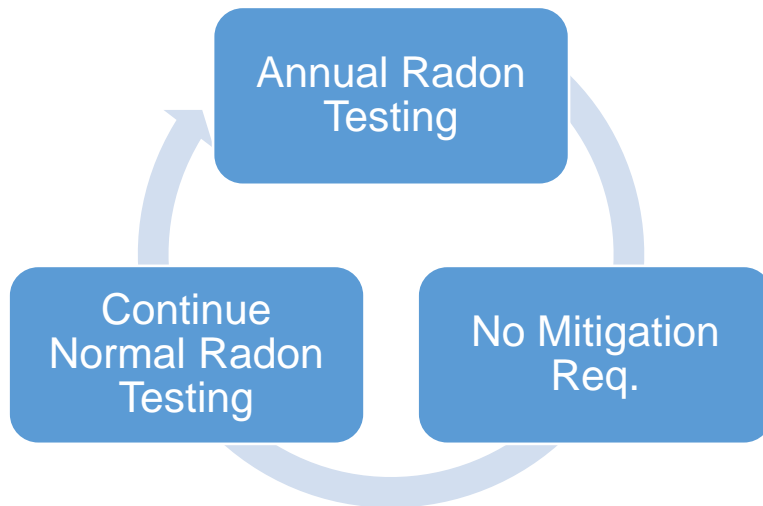 Annual Radon
Testing
No Mitigation
Req.
Continue
Normal Radon
Testing